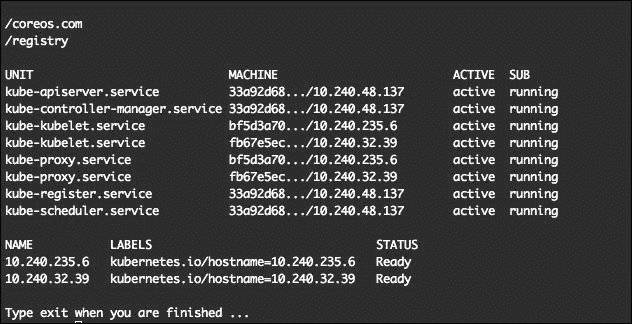 /coreos.com
/registry
UNIT MACHINE ACTIVE SUB
kube-apiserver.service 33a92d68.../10.240.48.137 active running
kube-controller-manager.service 33a92d68.../10.240.48.137 active running
kube-kubelet.service bf5d3a70.../10.240.235.6 active running
kube-kubelet.service fb67e5ec.../10.240.32.39 active running
kube-proxy.service bf5d3a70.../10.240.235.6 active running
kube-proxy.service fb67e5ec.../10.240.32.39 active running
kube-register.service 33a92d68.../10.240.48.137 active running
kube-scheduler.service 33a92d68.../10.240.48.137 active running
NAME LABELS STATUS
10.240.235.6 kubernetes.io/hostname=10.240.235.6 Ready
10.240.32.39 kubernetes.io/hostname=10.240.32.39 Ready
Type exit when you are finished ...